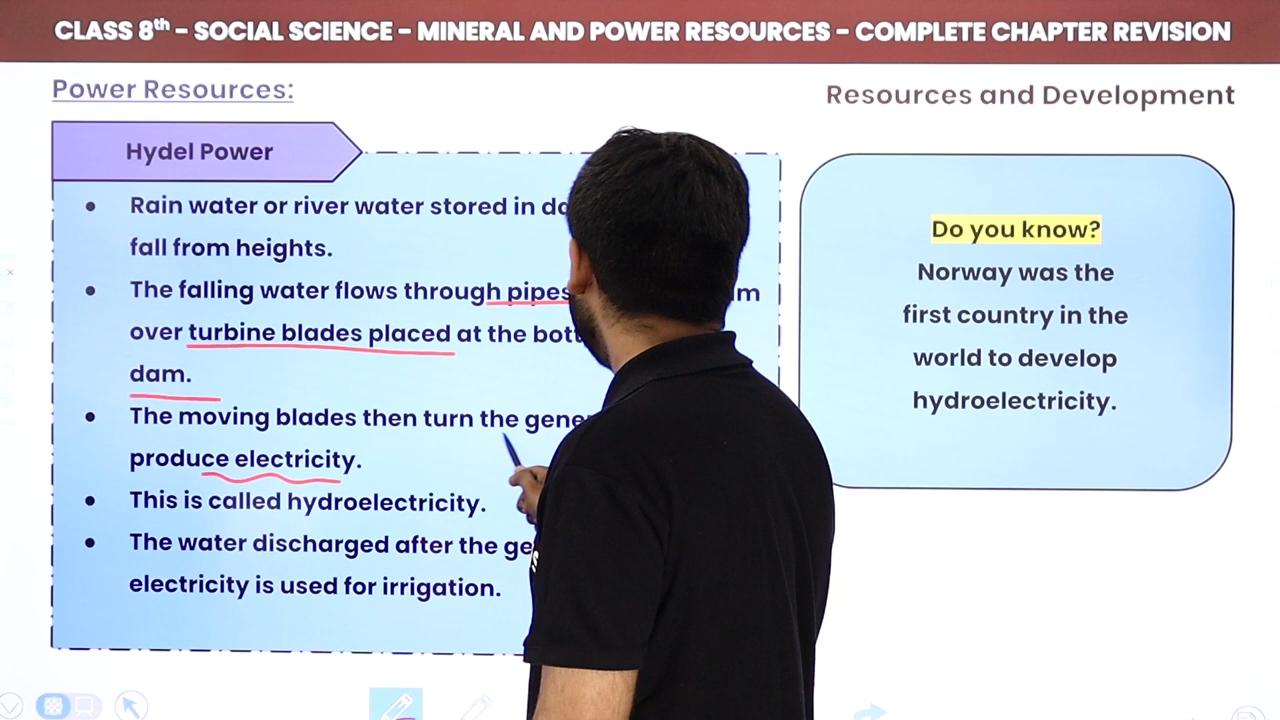 CLASS 8th – SOCIAL SCIENCE – MINERAL AND POWER RESOURCES – COMPLETE CHAPTER REVISION
Power Resources:
Resources and Development
Hydel Power
Rain water or river water stored in
fall from heights.
The falling water flows through pipes
over turbine blades placed at the
dam.
The moving blades then turn the
produce electricity.
This is called hydroelectricity.
The water discharged after the
electricity is used for irrigation.
Do you know?
Norway was the
first country in the
world to develop
hydroelectricity.